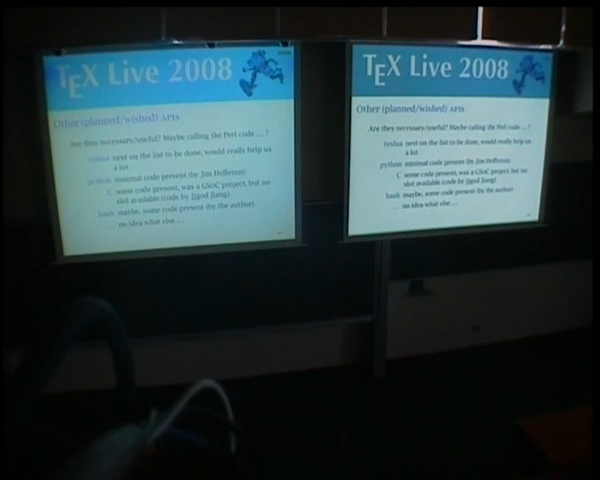 TEX Live 2008
Other (planned/wished) APIs
Are they necessary/useful? Maybe calling the Perl code ...?
texlua next on the list to be done, would really help us
a lot
python minimal code present (by Jim Hefferon)
C some code present, was a GSoC project, but no
slot available (code by Jjgod Jiang)
bash maybe, some code present (by the author)
... no idea what else ...
TEX Live 2008
Other (planned/wished) APIs
Are they necessary/useful? Maybe calling the Perl code ...?
texlua next on the list to be done, would really help us
a lot
python minimal code present (by Jim Hefferon)
C some code present, was a GSoC project, but no
slot available (code by Jjgod Jiang)
bash maybe, some code present (by the author)
... no idea what else ...